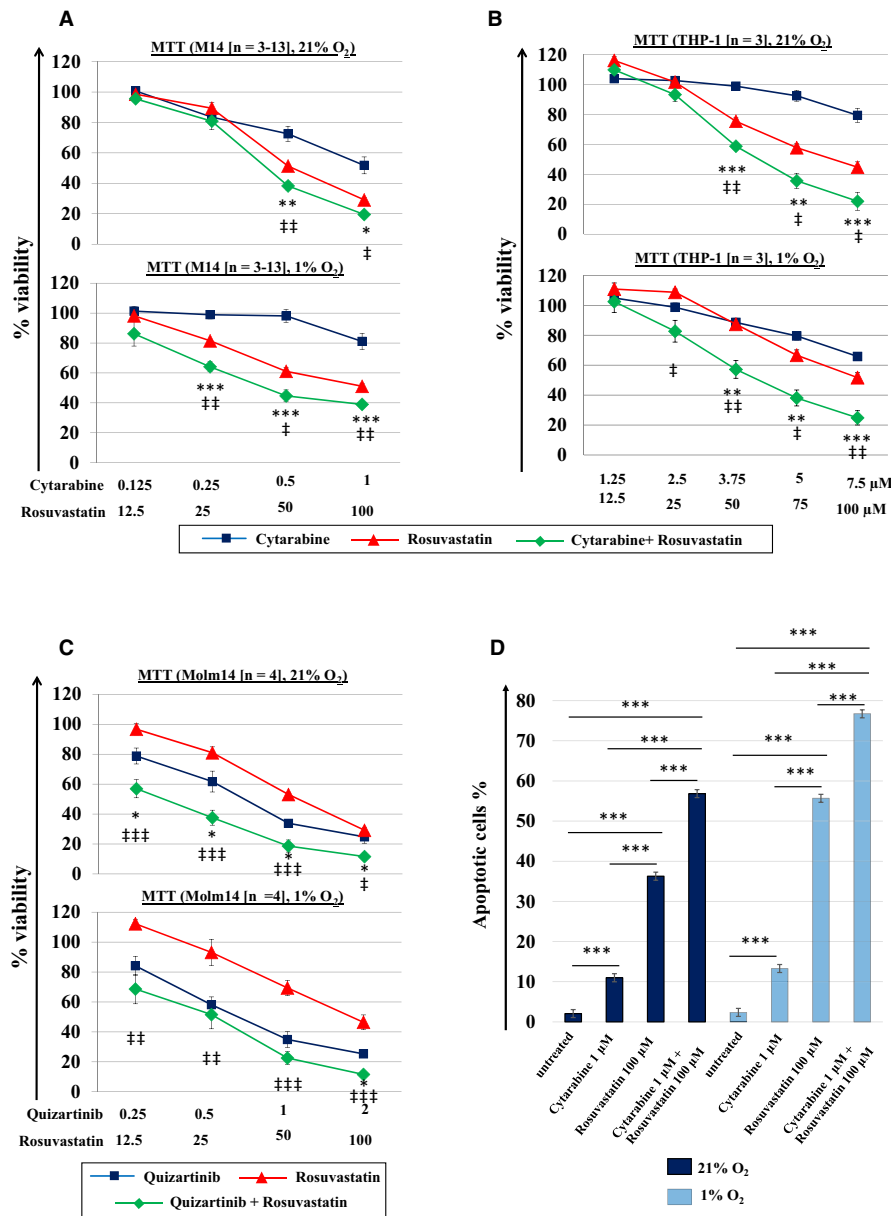 A
MTT (M14 [n = 3-13], 21% O2)
120
100
80
60
40
20
0
% viability
**
‡‡
*
‡
MTT (M14 [n = 3-13], 1% O2)
120
100
80
60
40
20
0
***
‡‡
***
‡
***
‡‡
Cytarabine 0.125 0.25 0.5 1
Rosuvastatin 12.5 25 50 100
B
MTT (THP-1 [n = 3], 21% O2)
120
100
80
60
40
20
0
% viability
***
‡‡
**
‡
***
‡
MTT (THP-1 [n = 3], 1% O2)
120
100
80
60
40
20
0
‡
**
‡‡
**
‡
***
‡‡
1.25 2.5 3.75 5 7.5 µM
12.5 25 50 75 100 µM
Cytarabine Rosuvastatin Cytarabine+ Rosuvastatin
C
MTT (Molm14 [n = 4], 21% O2)
120
100
80
60
40
20
0
% viability
*
‡‡‡
*
‡‡‡
*
‡‡‡
*
‡
MTT (Molm14 [n =4], 1% O2)
120
100
80
60
40
20
0
‡‡
‡‡
‡‡‡
*
‡‡‡
Quizartinib 0.25 0.5 1 2
Rosuvastatin 12.5 25 50 100
Quizartinib Rosuvastatin
Quizartinib + Rosuvastatin
D
Apoptotic cells %
80
70
60
50
40
30
20
10
0
***
***
***
***
***
***
***
***
***
***
***
***
untreated
Cytarabine 1 µM
Rosuvastatin 100 µM
Cytarabine 1 µM +
Rosuvastatin 100 µM
untreated
Cytarabine 1 µM
Rosuvastatin 100 µM
Cytarabine 1 µM +
Rosuvastatin 100 µM
21% O2
1% O2